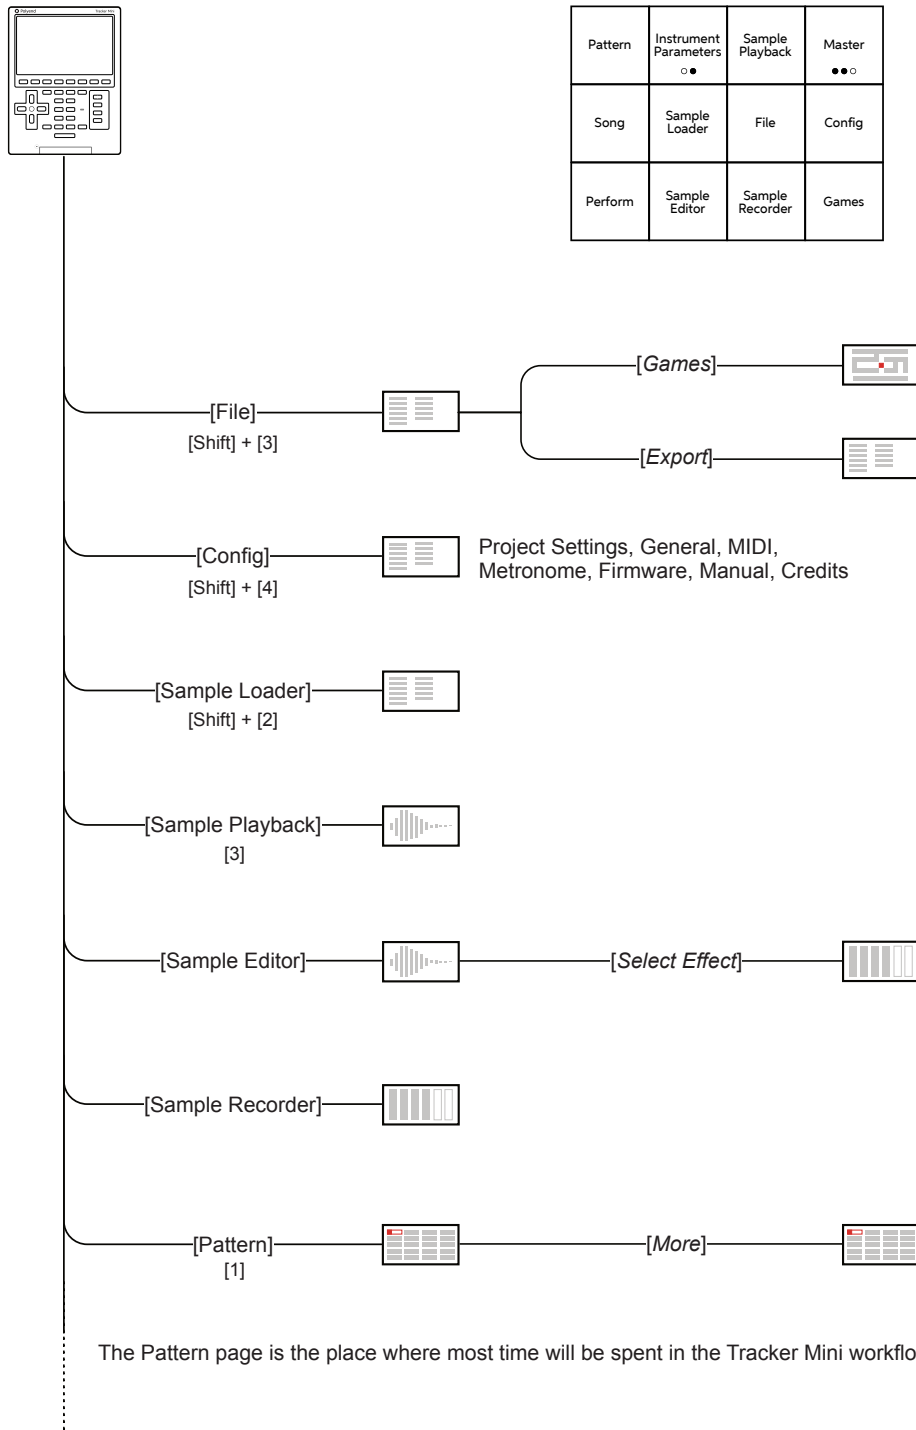 Polyend Tracker Mini
Pattern
Instrument
Parameters
Sample
Playback
Master
Song
Sample
Loader
File
Config
Perform
Sample
Editor
Sample
Recorder
Games
[Games]
[File]
[Shift] + [3]
[Export]
[Config]
[Shift] + [4]
Project Settings, General, MIDI,
Metronome, Firmware, Manual, Credits
[Sample Loader]
[Shift] + [2]
[Sample Playback]
[3]
[Sample Editor]
[Select Effect]
[Sample Recorder]
[Pattern]
[1]
[More]
The Pattern page is the place where most time will be spent in the Tracker Mini workflo